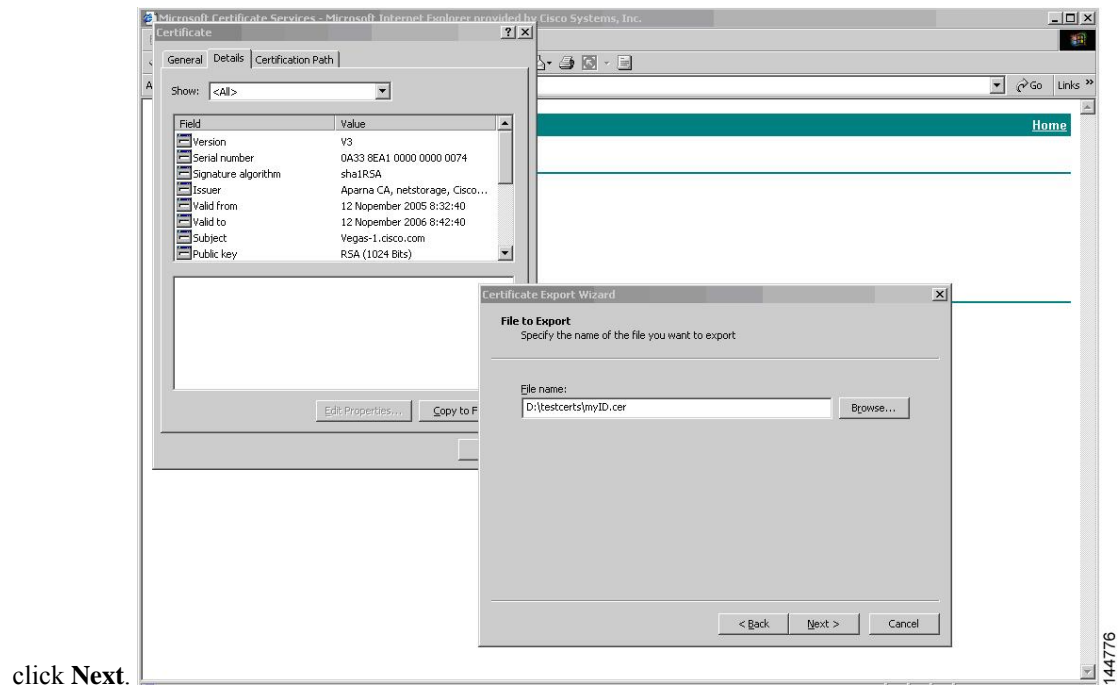 Microsoft Certificate Services - Microsoft Internet Explorer provided by Cisco Systems, Inc.
Certificate
General Details Certification Path
Show: <All>
Go Links »
Home
Field Value
Version V3
Serial number 0A33 8EA1 0000 0000 0074
Signature algorithm sha1RSA
Issuer Aparna CA, netstorage, Cisco...
Valid from 12 Nopember 2005 8:32:40
Valid to 12 Nopember 2006 8:42:40
Subject Vegas-1.cisco.com
Public key RSA (1024 Bits)
Edit Properties... Copy to F
Certificate Export Wizard
File to Export
Specify the name of the file you want to export
File name:
D:\testcerts\myID.cer Browse...
< Back Next > Cancel
144776
click Next.